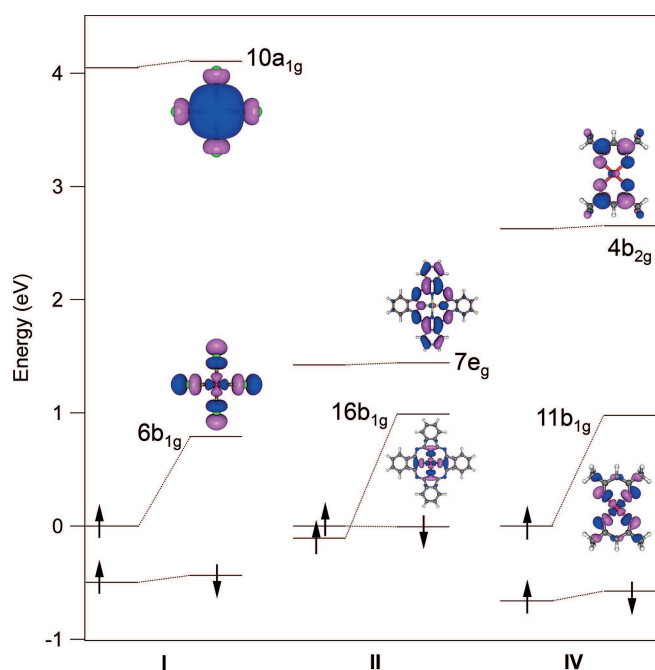 10a1g
4
3
4b2g
Energy (eV)
2
7eg
16b1g
11b1g
6b1g
1
0
-1
I
II
IV